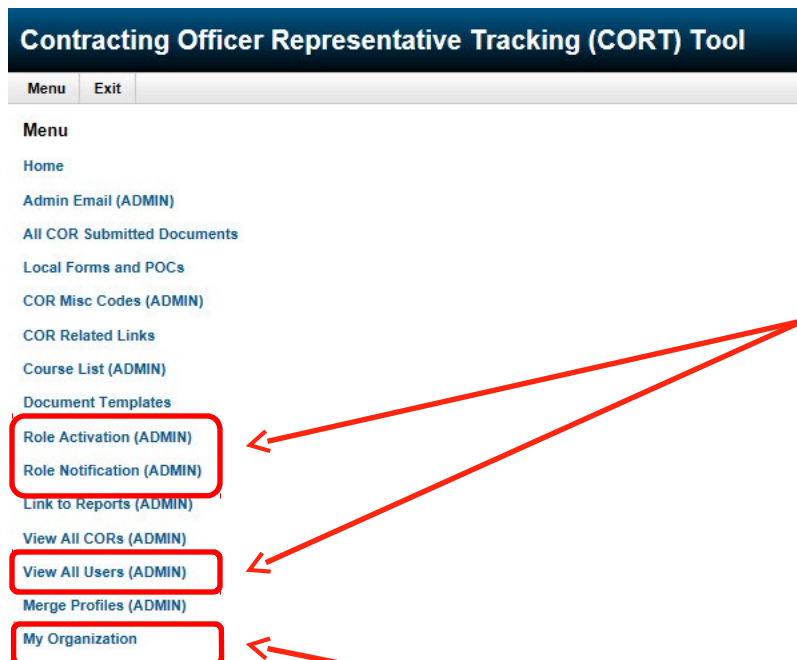 Contracting Officer Representative Tracking (CORT) Tool
Menu Exit
Menu
Home
Admin Email (ADMIN)
All COR Submitted Documents
Local Forms and POCs
COR Misc Codes (ADMIN)
COR Related Links
Course List (ADMIN)
Document Templates
Role Activation (ADMIN)
Role Notification (ADMIN)
Link to Reports (ADMIN)
View All CORs (ADMIN)
View All Users (ADMIN)
Merge Profiles (ADMIN)
My Organization